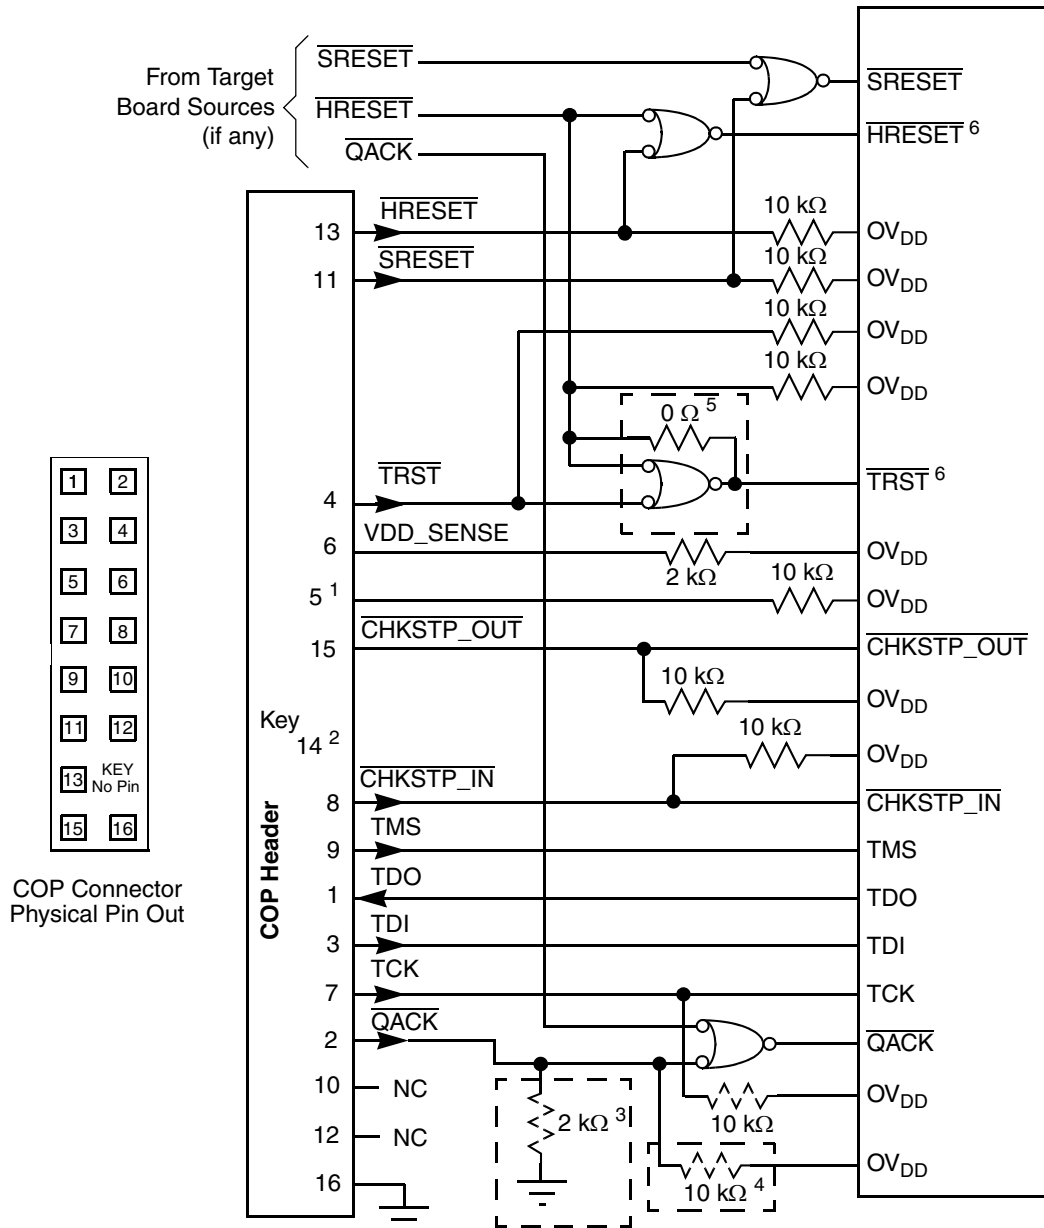 From Target
Board Sources
(if any)
SRESET
HRESET
QACK
SRESET
HRESET 6
13 HRESET 10 kΩ OVDD
11 SRESET 10 kΩ OVDD
10 kΩ OVDD
10 kΩ OVDD
0 Ω 5
4 TRST TRST 6
6 VDD_SENSE 2 kΩ OVDD
5 1 10 kΩ OVDD
15 CHKSTP_OUT CHKSTP_OUT
10 kΩ OVDD
Key
14 2
10 kΩ OVDD
8 CHKSTP_IN CHKSTP_IN
9 TMS TMS
1 TDO TDO
3 TDI TDI
7 TCK TCK
2 QACK QACK
10 NC
10 kΩ OVDD
12 NC
2 kΩ 3
10 kΩ 4 OVDD
16
COP Header
1 2
3 4
5 6
7 8
9 10
11 12
13 KEY
No Pin
15 16
COP Connector
Physical Pin Out